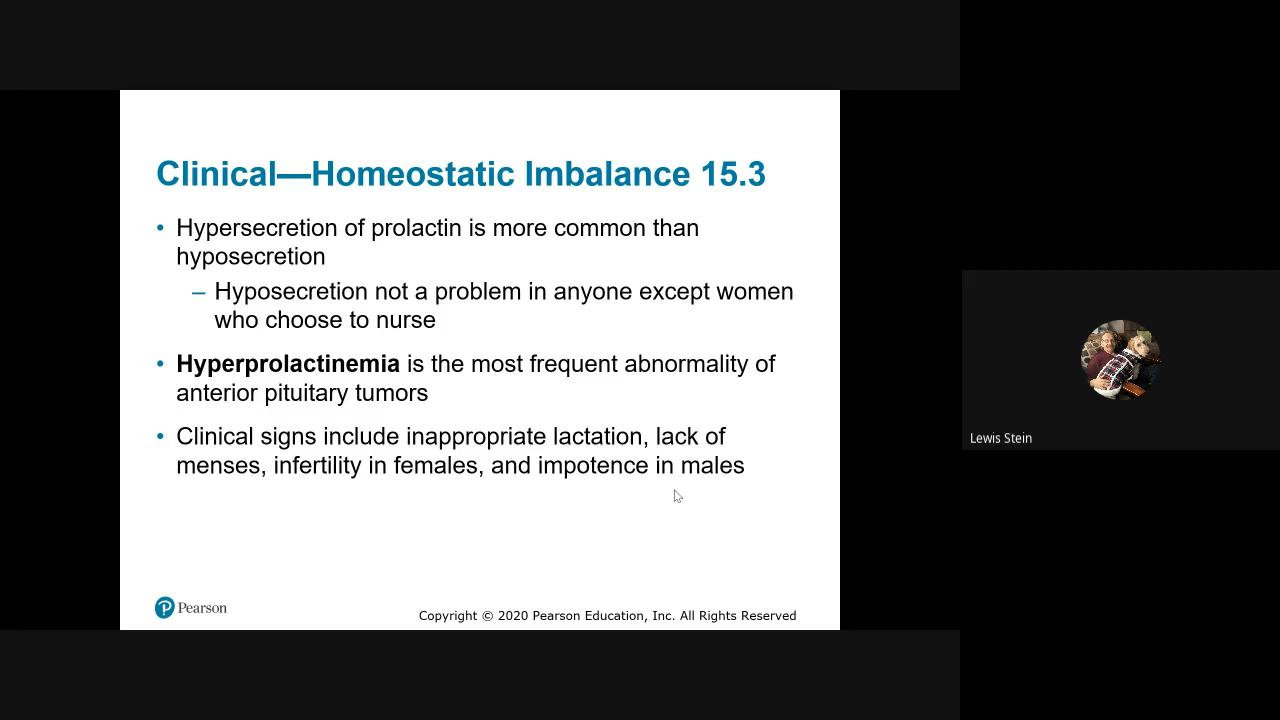 Clinical—Homeostatic Imbalance 15.3
• Hypersecretion of prolactin is more common than
hyposecretion
– Hyposecretion not a problem in anyone except women
who choose to nurse
• Hyperprolactinemia is the most frequent abnormality of
anterior pituitary tumors
• Clinical signs include inappropriate lactation, lack of
menses, infertility in females, and impotence in males
P Pearson
Copyright © 2020 Pearson Education, Inc. All Rights Reserved
Lewis Stein